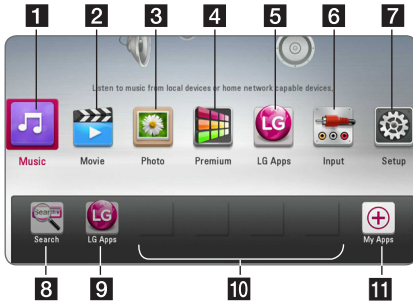 1 2 3 4 5 6 7
Listen to music from local devices or home network capable devices.
LG
Music Movie Photo Premium LG Apps Input Setup
Search LG
Search LG Apps My Apps
8 9 10 11